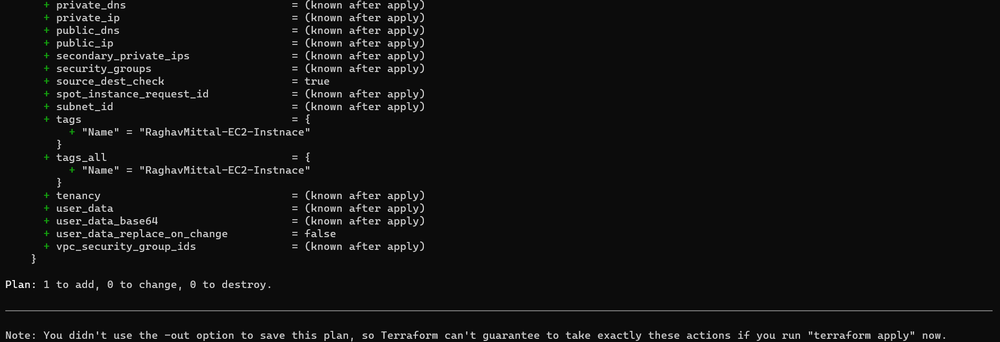 + private_dns = (known after apply)
+ private_ip = (known after apply)
+ public_dns = (known after apply)
+ public_ip = (known after apply)
+ secondary_private_ips = (known after apply)
+ security_groups = (known after apply)
+ source_dest_check = true
+ spot_instance_request_id = (known after apply)
+ subnet_id = (known after apply)
+ tags = {
+ "Name" = "RaghavMittal-EC2-Instnace"
}
+ tags_all = {
+ "Name" = "RaghavMittal-EC2-Instnace"
}
+ tenancy = (known after apply)
+ user_data = (known after apply)
+ user_data_base64 = (known after apply)
+ user_data_replace_on_change = false
+ vpc_security_group_ids = (known after apply)
}
Plan: 1 to add, 0 to change, 0 to destroy.
Note: You didn't use the -out option to save this plan, so Terraform can't guarantee to take exactly these actions if you run "terraform apply" now.